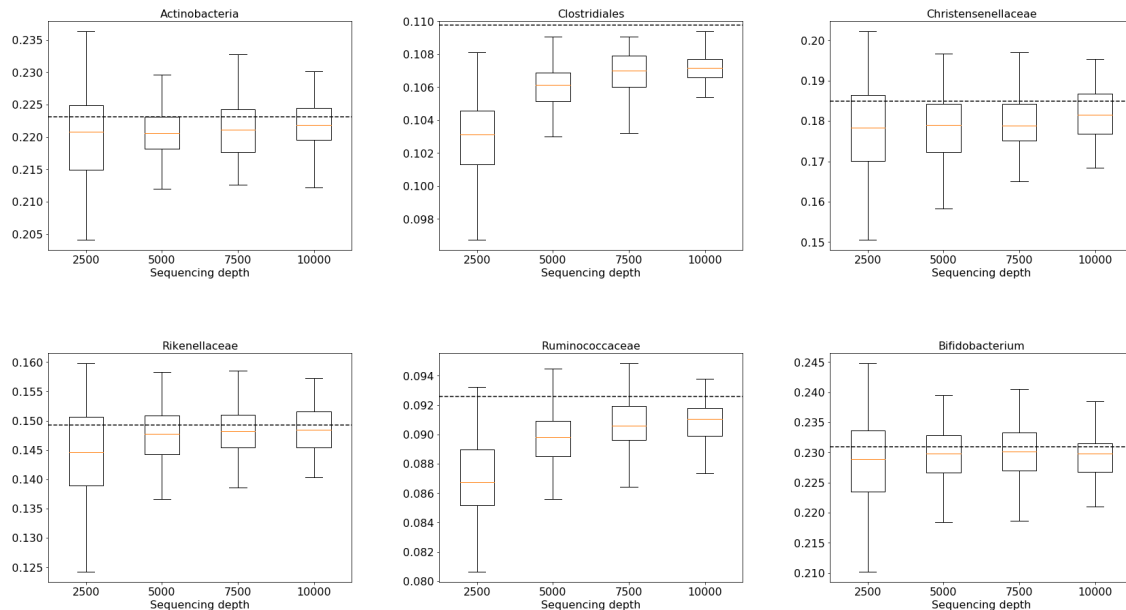 Actinobacteria
0.235
0.230
0.225
0.220
0.215
0.210
0.205
2500 5000 7500 10000
Sequencing depth
Clostridiales
0.110
0.108
0.106
0.104
0.102
0.100
0.098
2500 5000 7500 10000
Sequencing depth
Christensenellaceae
0.20
0.19
0.18
0.17
0.16
0.15
2500 5000 7500 10000
Sequencing depth
Rikenellaceae
0.160
0.155
0.150
0.145
0.140
0.135
0.130
0.125
2500 5000 7500 10000
Sequencing depth
Ruminococcaceae
0.094
0.092
0.090
0.088
0.086
0.084
0.082
0.080
2500 5000 7500 10000
Sequencing depth
Bifidobacterium
0.245
0.240
0.235
0.230
0.225
0.220
0.215
0.210
2500 5000 7500 10000
Sequencing depth